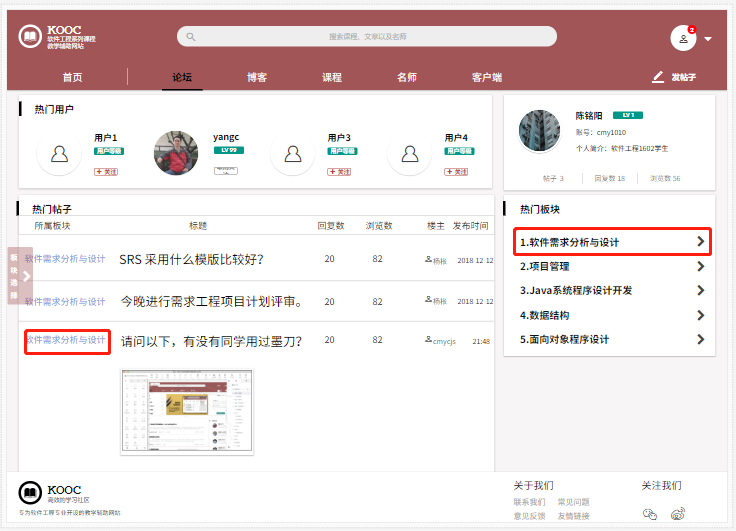 KOOC
软件工程系列课程
教学辅助网站
搜索课程、文章以及名师
2
首页
论坛
博客
课程
名师
客户端
发帖子
热门用户
用户1
用户等级
+ 关注
yangc
LV 99
用户3
用户等级
+ 关注
用户4
用户等级
+ 关注
陈铭阳
LV 1
账号：cmy1010
个人简介：软件工程1602学生
帖子 3
回复数 18
浏览数 56
热门帖子
所属板块 标题 回复数 浏览数 楼主 发布时间
软件需求分析与设计 SRS 采用什么模版比较好？ 20 82 杨枨 2018-12-12
软件需求分析与设计 今晚进行需求工程项目计划评审。 20 82 杨枨 2018-12-12
软件需求分析与设计 请问以下，有没有同学用过墨刀？ 20 82 cmycjs 21:48
板块选择
热门板块
1.软件需求分析与设计
2.项目管理
3.Java系统程序设计开发
4.数据结构
5.面向对象程序设计
KOOC
高效的学习社区
专为软件工程专业开设的教学辅助网站
关于我们
联系我们 常见问题
意见反馈 友情链接
关注我们